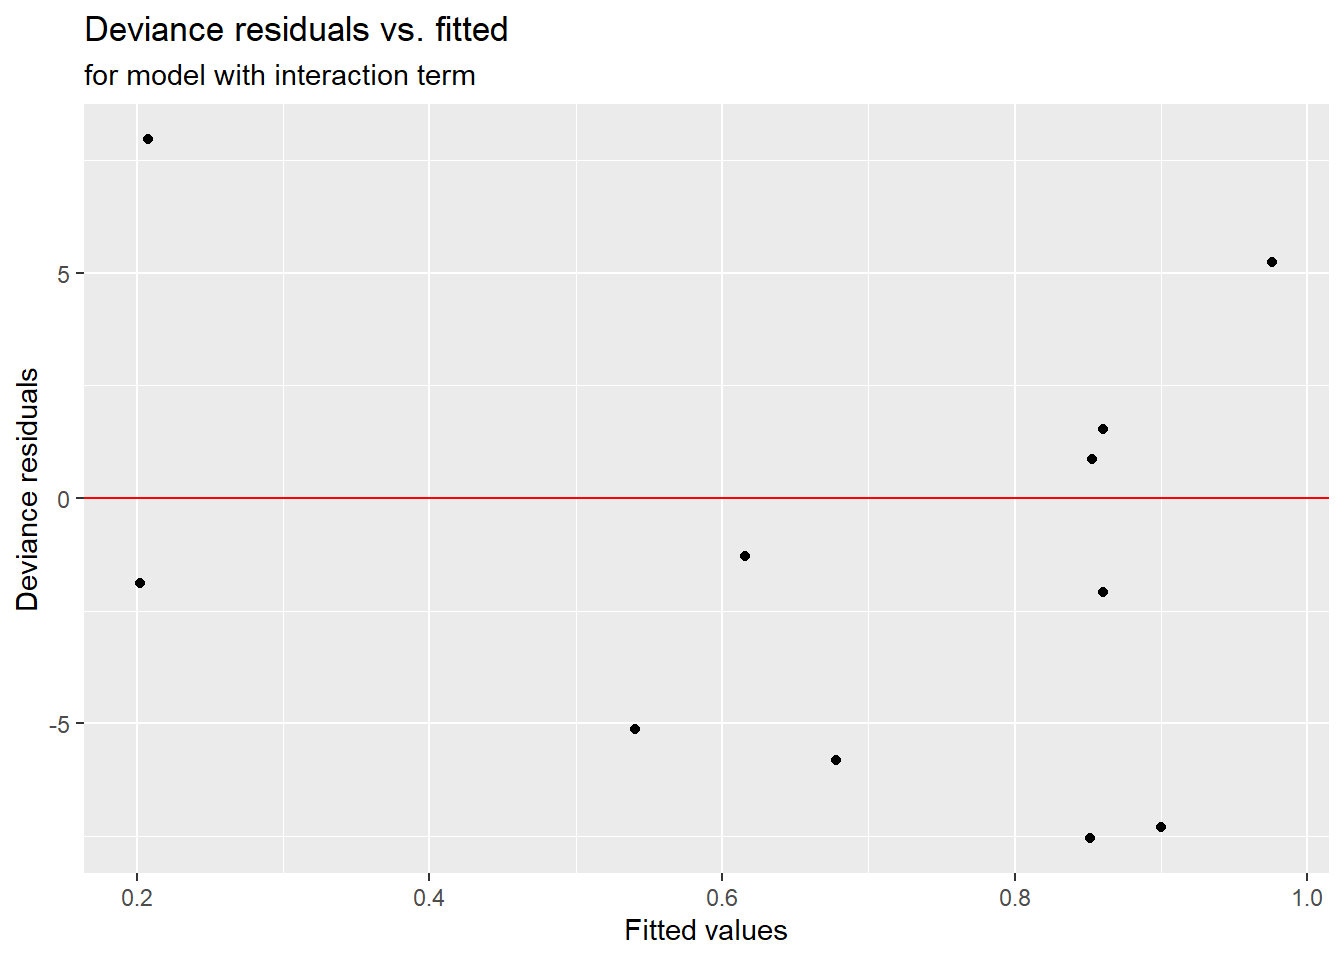 Deviance residuals vs. fitted
for model with interaction term
Deviance residuals
5
0
-5
0.2
0.4
0.6
0.8
1.0
Fitted values